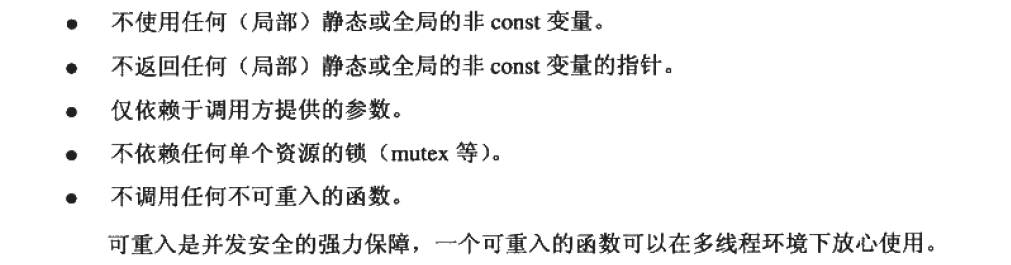 ● 不使用任何（局部）静态或全局的非 const 变量。
● 不返回任何（局部）静态或全局的非 const 变量的指针。
● 仅依赖于调用方提供的参数。
● 不依赖任何单个资源的锁（mutex 等）。
● 不调用任何不可重入的函数。
可重入是并发安全的强力保障，一个可重入的函数可以在多线程环境下放心使用。